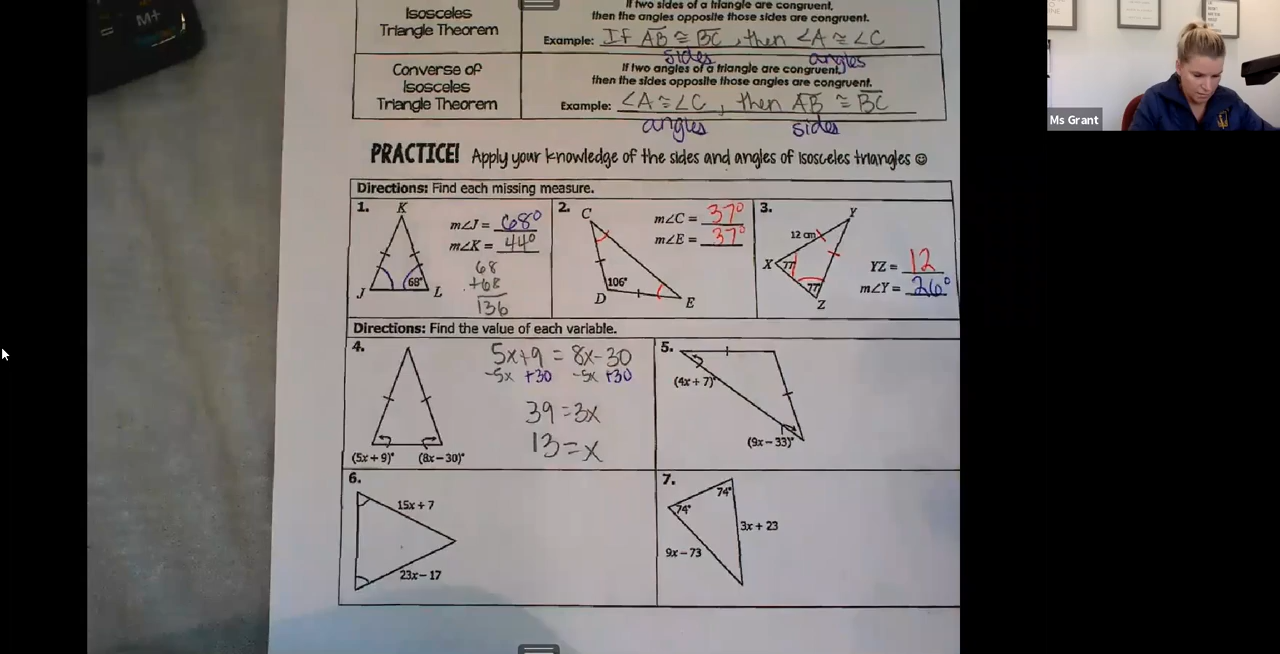 M+
Isosceles
Triangle Theorem
If two sides of a triangle are congruent,
then the angles opposite those sides are congruent.
Example: If AB ≅ BC, then ∠A ≅ ∠C
sides angles
Converse of
Isosceles
Triangle Theorem
If two angles of a triangle are congruent,
then the sides opposite those angles are congruent.
Example: ∠A ≅ ∠C, then AB ≅ BC
angles sides
Ms Grant
PRACTICE! Apply your knowledge of the sides and angles of isosceles triangles ☺
Directions: Find each missing measure.
1.
K
J
L
68°
m∠J = 68°
m∠K = 44°
68
+68
136
2.
C
D
E
106°
m∠C = 37°
m∠E = 37°
3.
Y
12 cm
X
77°
77°
Z
YZ = 12
m∠Y = 26°
Directions: Find the value of each variable.
4.
(5x + 9)°
(8x – 30)°
5x+9 = 8x-30
-5x +30 -5x +30
39 = 3x
13 = x
5.
(4x + 7)°
(9x – 33)°
6.
15x + 7
23x – 17
7.
74°
74°
3x + 23
9x – 73